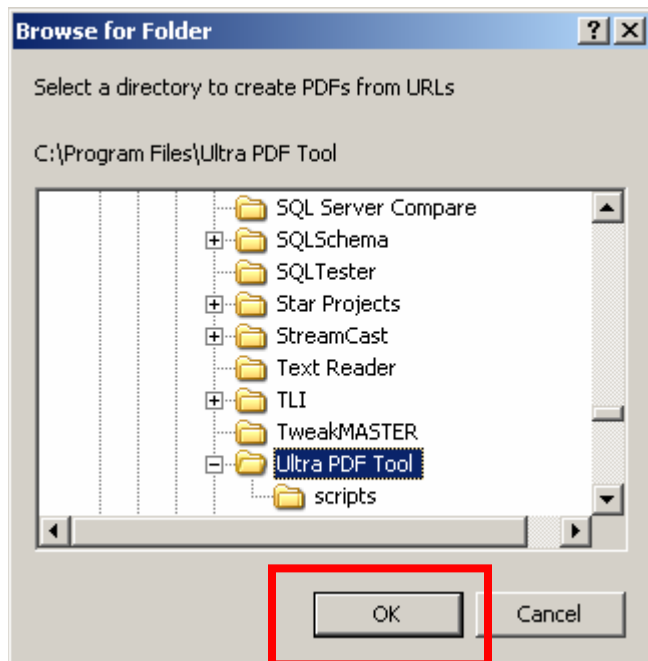 Browse for Folder
Select a directory to create PDFs from URLs
C:\Program Files\Ultra PDF Tool
SQL Server Compare
SQLSchema
SQLTester
Star Projects
StreamCast
Text Reader
TLI
TweakMASTER
Ultra PDF Tool
scripts
OK Cancel